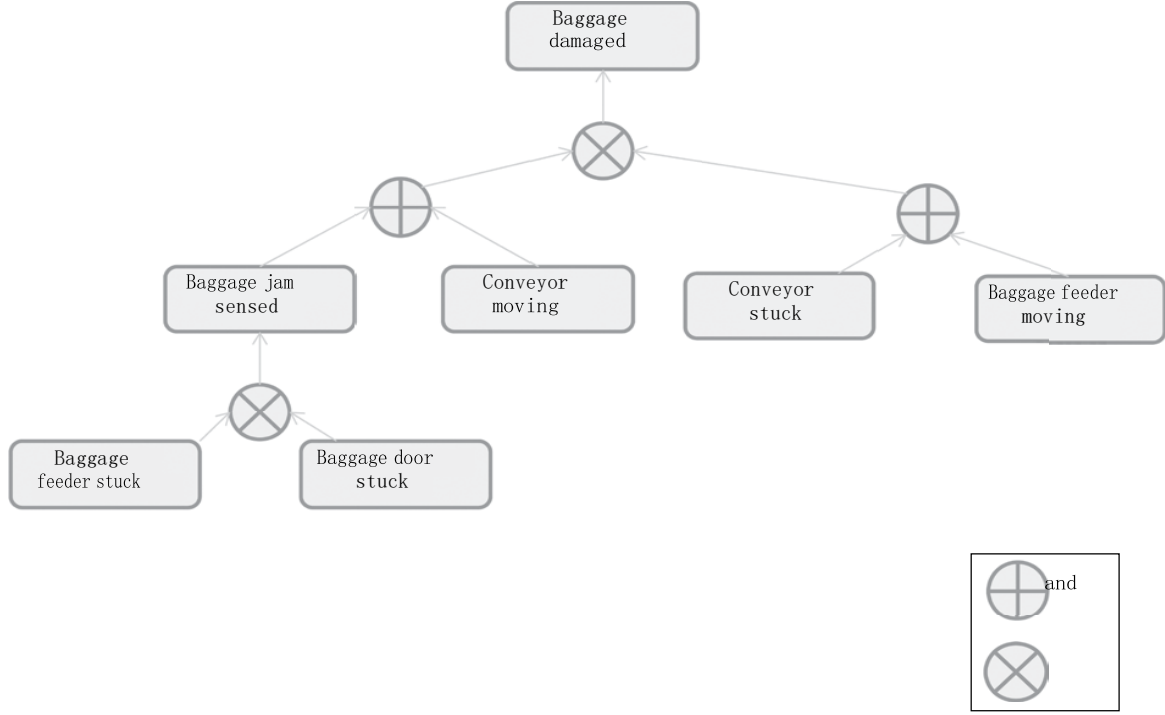 Baggage
damaged
Baggage jam
sensed
Conveyor
moving
Conveyor
stuck
Baggage feeder
moving
Baggage
feeder stuck
Baggage door
stuck
and